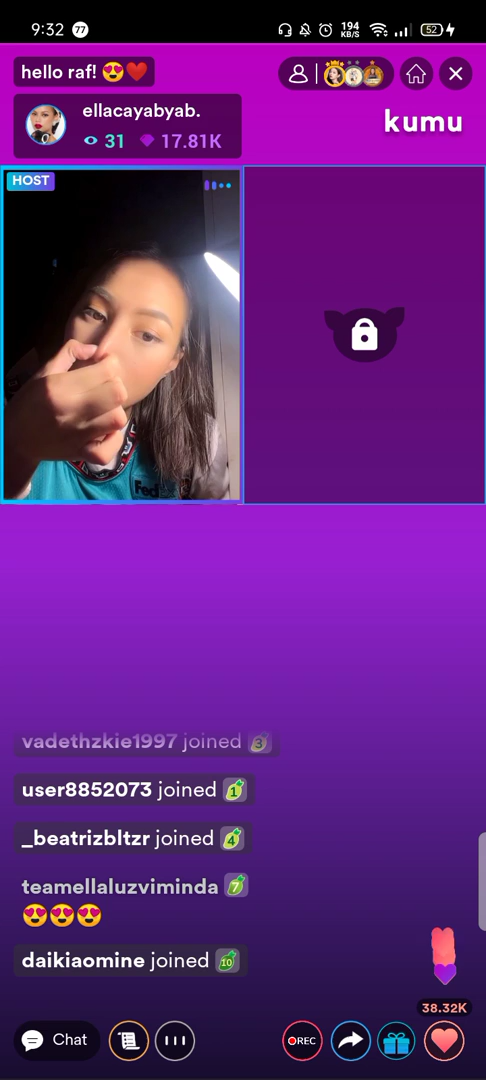 9:32
77
194
KB/S
52
hello raf! 😍❤️
ellacayabyab.
31
17.81K
kumu
HOST
FedEx
vadethzkie1997 joined 3
user8852073 joined 1
_beatrizbltzr joined 4
teamellaluzviminda 7
😍😍😍
daikiaomine joined 10
38.32K
Chat
REC